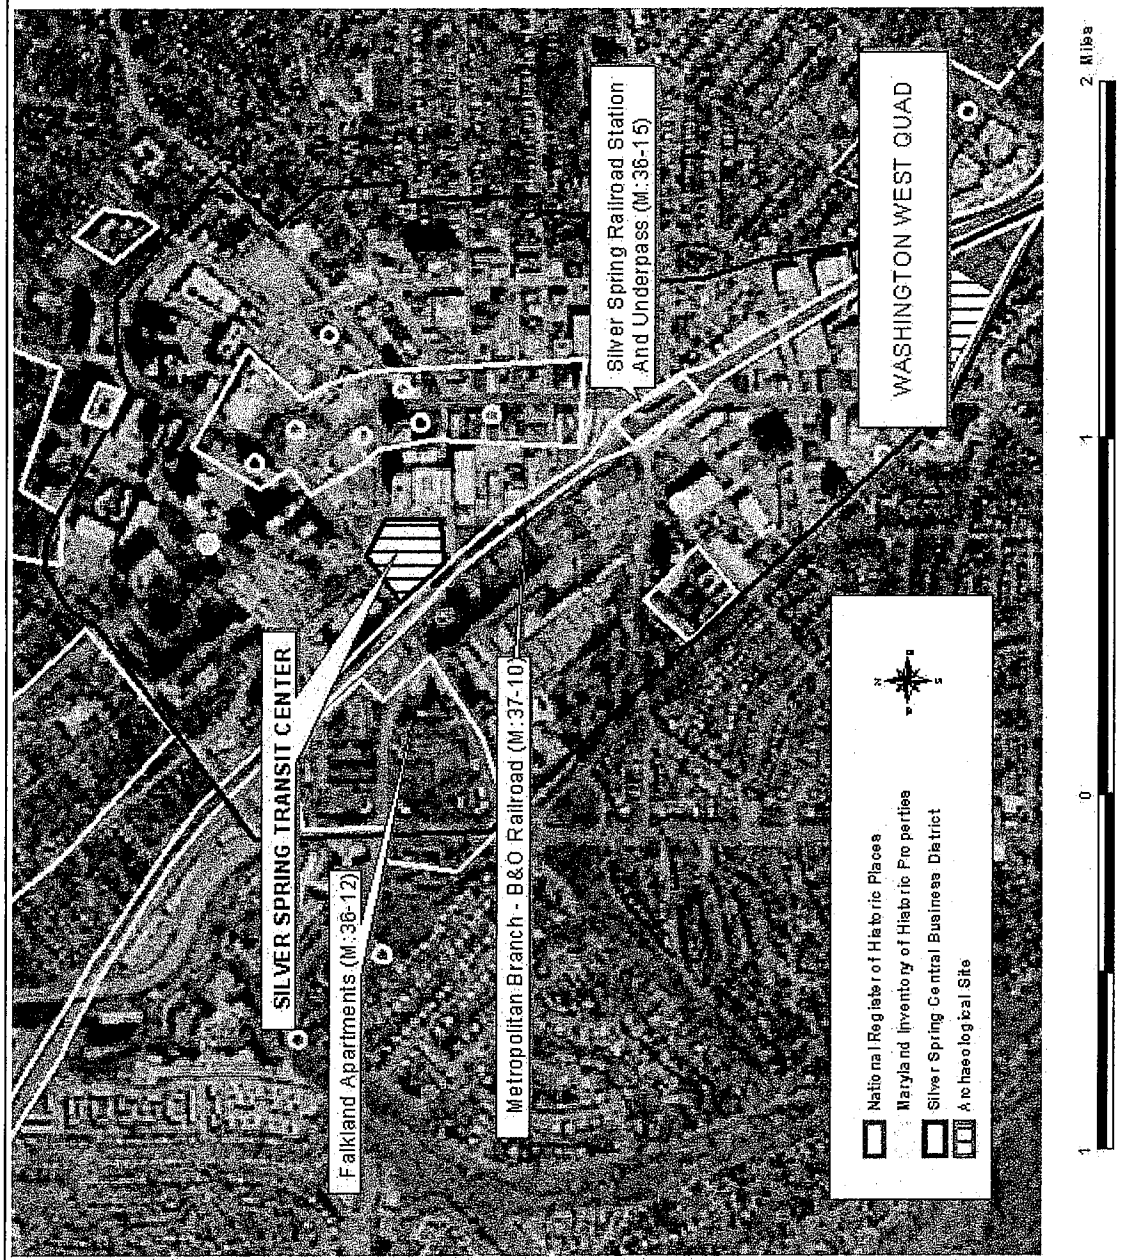 SILVER SPRING TRANSIT CENTER
Falkland Apartments (M:36-12)
Metropolitan Branch - B&O Railroad (M:37-10)
Silver Spring Railroad Station
And Underpass (M:36-15)
WASHINGTON WEST QUAD
National Register of Historic Places
Maryland Inventory of Historic Properties
Silver Spring Central Business District
Archaeological Site
N
S
1
0
1
2 Miles